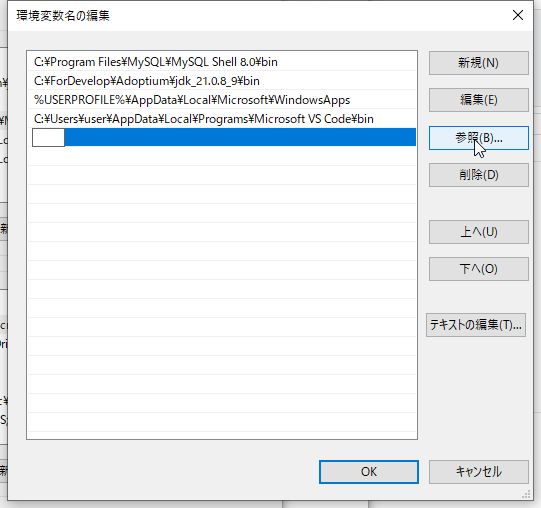 環境変数名の編集
C:¥Program Files¥MySQL¥MySQL Shell 8.0¥bin
C:¥ForDevelop¥Adoptium¥jdk_21.0.8_9¥bin
%USERPROFILE%¥AppData¥Local¥Microsoft¥WindowsApps
C:¥Users¥user¥AppData¥Local¥Programs¥Microsoft VS Code¥bin
新規(N)
編集(E)
参照(B)...
削除(D)
上へ(U)
下へ(O)
テキストの編集(T)...
OK
キャンセル